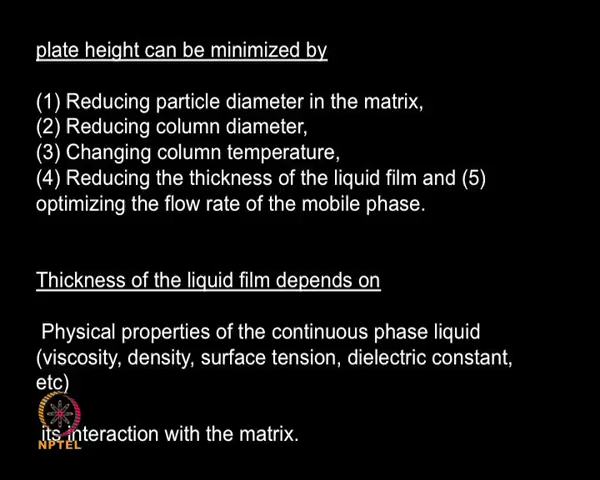 plate height can be minimized by
(1) Reducing particle diameter in the matrix,
(2) Reducing column diameter,
(3) Changing column temperature,
(4) Reducing the thickness of the liquid film and (5)
optimizing the flow rate of the mobile phase.
Thickness of the liquid film depends on
Physical properties of the continuous phase liquid
(viscosity, density, surface tension, dielectric constant,
etc)
its interaction with the matrix.
NPTEL